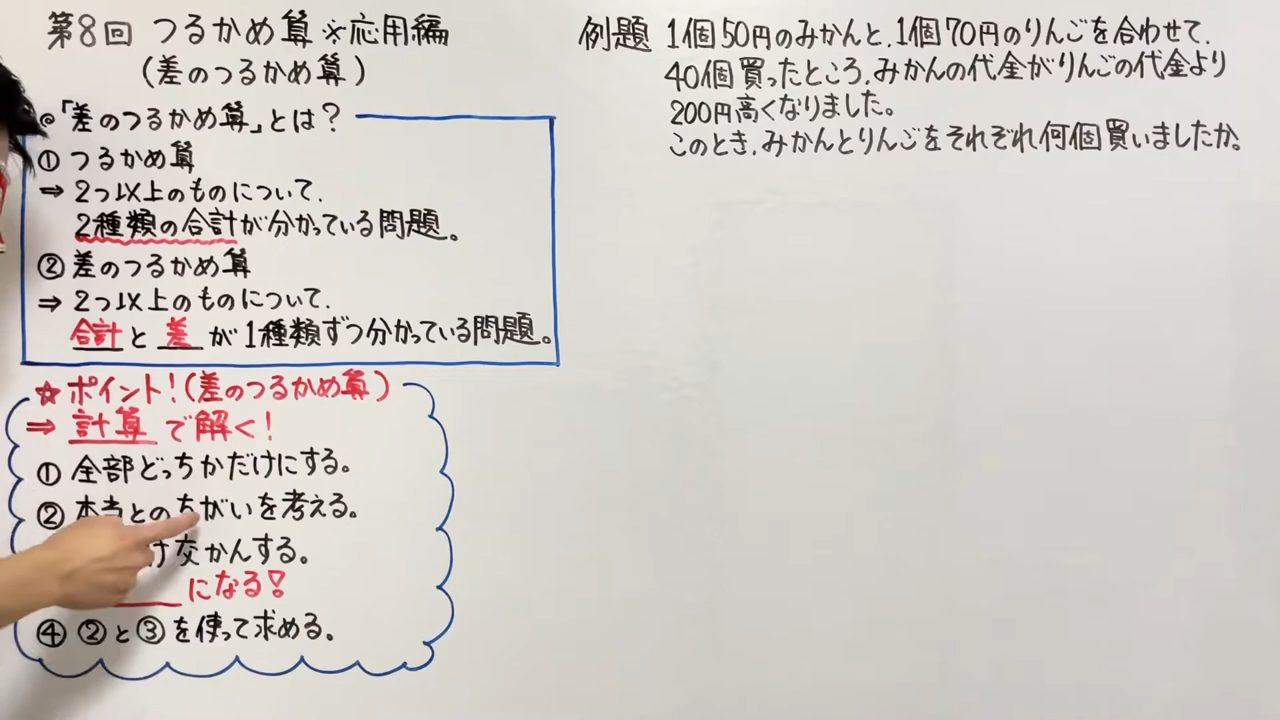 第8回 つるかめ算 ※応用編
(差のつるかめ算)
◎「差のつるかめ算」とは?
① つるかめ算
⇒ 2つ以上のものについて、
2種類の合計が分かっている問題。
② 差のつるかめ算
⇒ 2つ以上のものについて、
合計と差が1種類ずつ分かっている問題。
☆ポイント!(差のつるかめ算)
⇒ 計算で解く!
① 全部どっちかだけにする。
② 本当とのちがいを考える。
け交かんする。
になる!
④ ②と③を使って求める。
例題 1個50円のみかんと、1個70円のりんごを合わせて、
40個買ったところ、みかんの代金がりんごの代金より
200円高くなりました。
このとき、みかんとりんごをそれぞれ何個買いましたか。